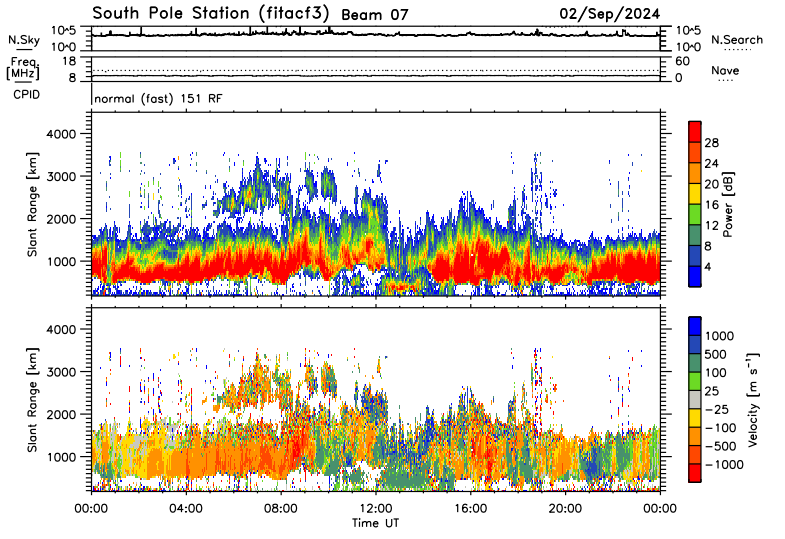 South Pole Station (fitacf3) Beam 07 02/Sep/2024
N.Sky 10^5 10^0 10^5 10^0 N.Search
Freq. [MHz] 18 8 60 0 Nave
CPID normal (fast) 151 RF
Slant Range [km] 4000 3000 2000 1000
28 24 20 16 12 8 4 Power [dB]
Slant Range [km] 4000 3000 2000 1000
1000 500 100 25 −25 −100 −500 −1000 Velocity [m s⁻¹]
00:00 04:00 08:00 12:00 16:00 20:00 00:00
Time UT